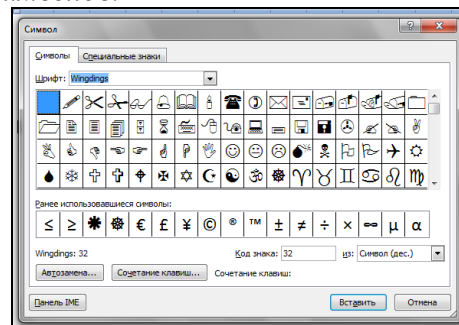 Символ
Символы Специальные знаки
Шрифт: Wingdings
Ранее использовавшиеся символы:
≤ ≥ ✱ ☸ € £ ¥ © ® ™ ± ≠ ÷ × ∞ µ α
Wingdings: 32 Код знака: 32 из: Символ (дес.)
Автозамена... Сочетание клавиш... Сочетание клавиш:
Панель IME Вставить Отмена